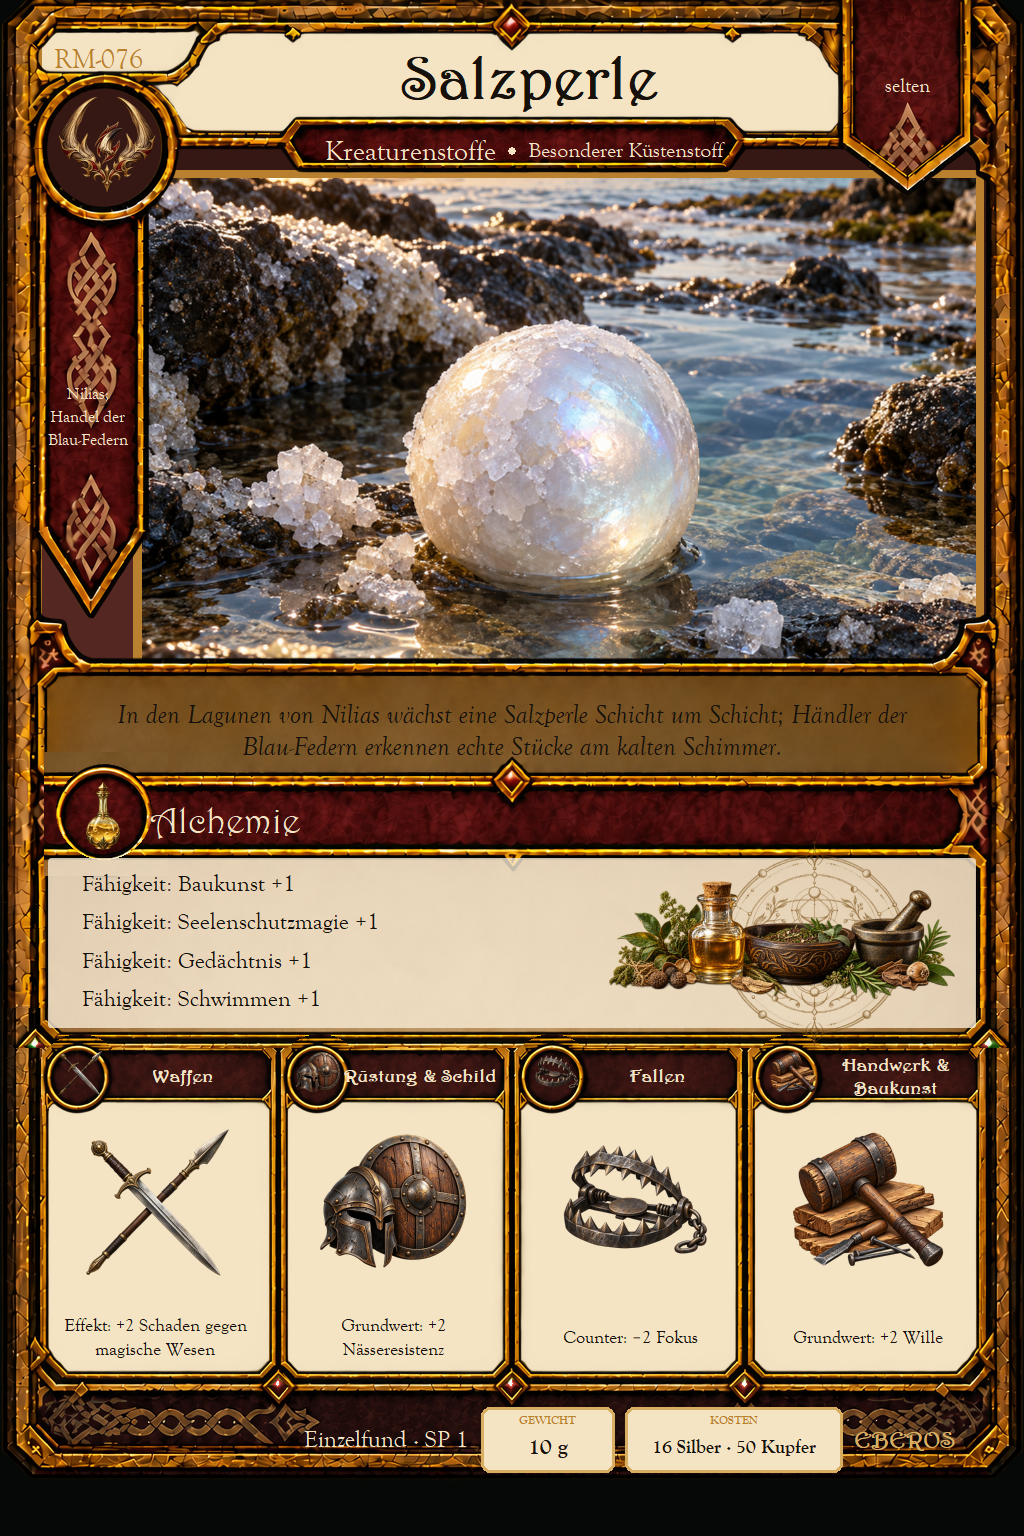 RM-076
Salzperle
selten
Kreaturenstoffe • Besonderer Küstenstoff
Nilias;
Handel der
Blau-Federn
In den Lagunen von Nilias wächst eine Salzperle Schicht um Schicht; Händler der
Blau-Federn erkennen echte Stücke am kalten Schimmer.
Alchemie
Fähigkeit: Baukunst +1
Fähigkeit: Seelenschutzmagie +1
Fähigkeit: Gedächtnis +1
Fähigkeit: Schwimmen +1
Waffen
Rüstung & Schild
Fallen
Handwerk &
Baukunst
Effekt: +2 Schaden gegen
magische Wesen
Grundwert: +2
Nässeresistenz
Counter: −2 Fokus
Grundwert: +2 Wille
Einzelfund · SP 1
GEWICHT
10 g
KOSTEN
16 Silber · 50 Kupfer
EBEROS